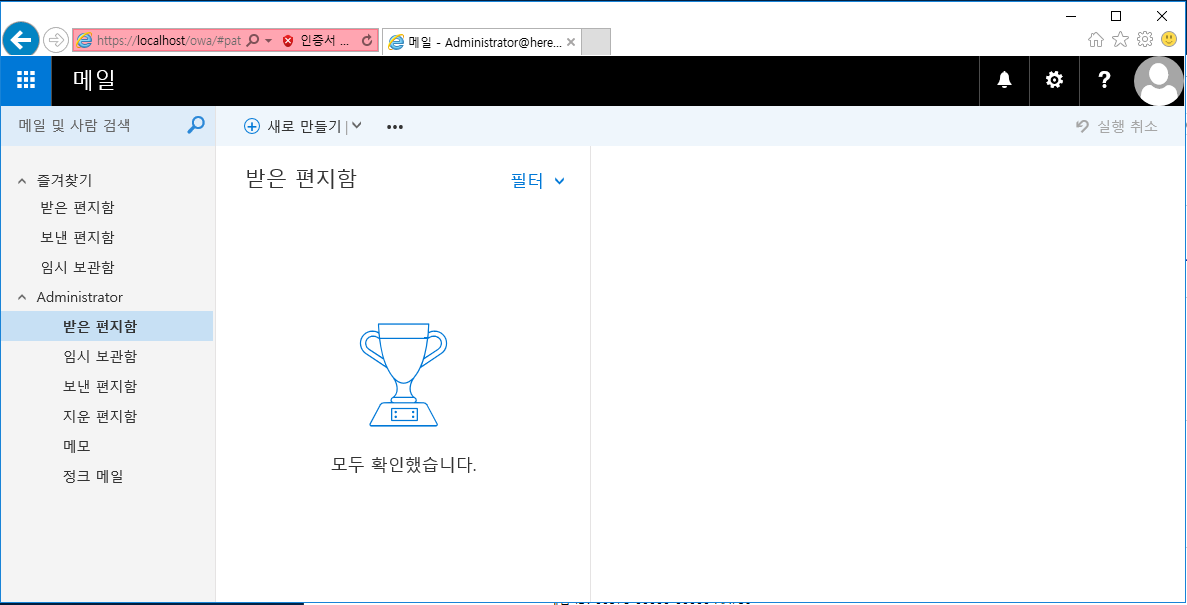 https://localhost/owa/#pat
인증서 ...
메일 - Administrator@here...
메일
메일 및 사람 검색
새로 만들기
실행 취소
즐겨찾기
받은 편지함
보낸 편지함
임시 보관함
Administrator
받은 편지함
임시 보관함
보낸 편지함
지운 편지함
메모
정크 메일
받은 편지함 필터
모두 확인했습니다.